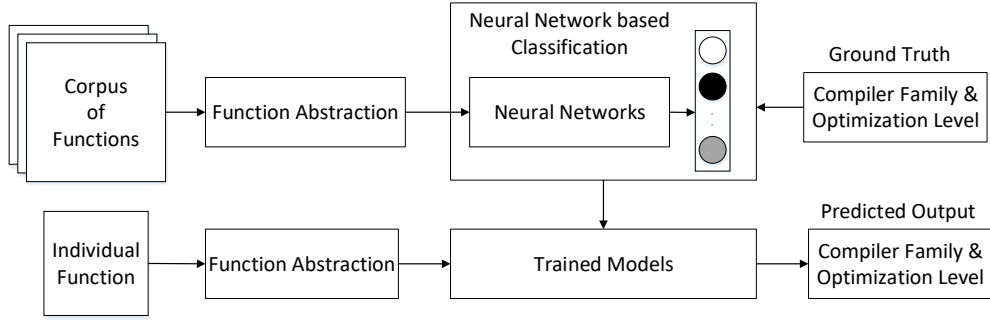 Neural Network based
Classification
Ground Truth
Corpus
of
Functions
Function Abstraction
Neural Networks
Compiler Family &
Optimization Level
Predicted Output
Individual
Function
Function Abstraction
Trained Models
Compiler Family &
Optimization Level